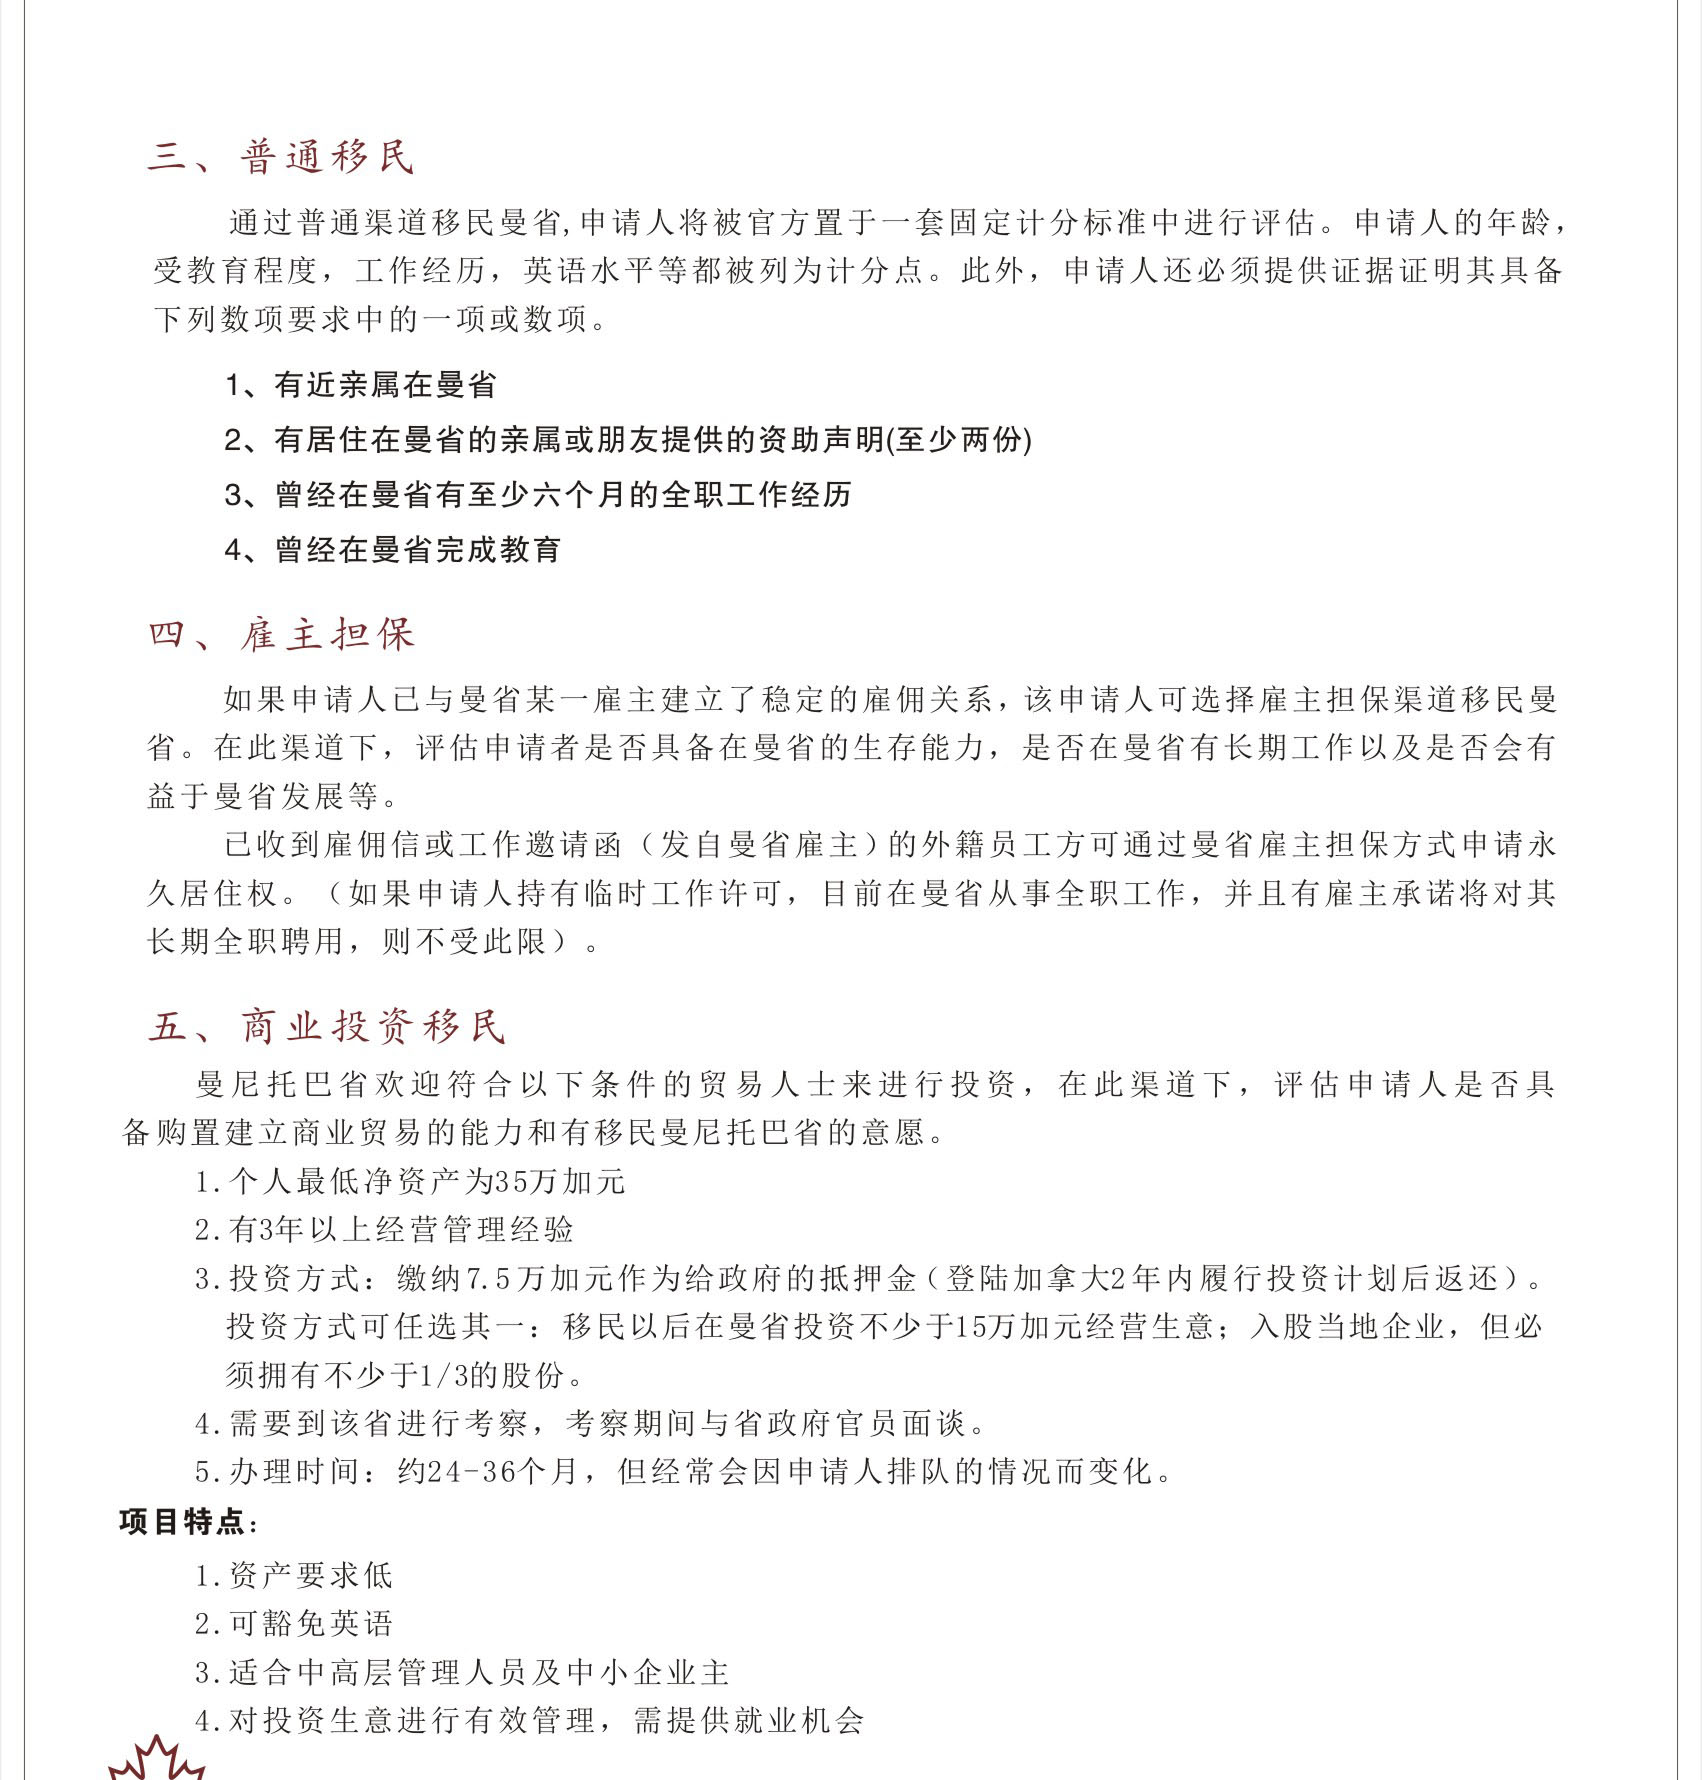 三、普通移民
通过普通渠道移民曼省,申请人将被官方置于一套固定计分标准中进行评估。申请人的年龄，
受教育程度，工作经历，英语水平等都被列为计分点。此外，申请人还必须提供证据证明其具备
下列数项要求中的一项或数项。
1、有近亲属在曼省
2、有居住在曼省的亲属或朋友提供的资助声明(至少两份)
3、曾经在曼省有至少六个月的全职工作经历
4、曾经在曼省完成教育
四、雇主担保
如果申请人已与曼省某一雇主建立了稳定的雇佣关系，该申请人可选择雇主担保渠道移民曼
省。在此渠道下，评估申请者是否具备在曼省的生存能力，是否在曼省有长期工作以及是否会有
益于曼省发展等。
已收到雇佣信或工作邀请函（发自曼省雇主）的外籍员工方可通过曼省雇主担保方式申请永
久居住权。（如果申请人持有临时工作许可，目前在曼省从事全职工作，并且有雇主承诺将对其
长期全职聘用，则不受此限）。
五、商业投资移民
曼尼托巴省欢迎符合以下条件的贸易人士来进行投资，在此渠道下，评估申请人是否具
备购置建立商业贸易的能力和有移民曼尼托巴省的意愿。
1.个人最低净资产为35万加元
2.有3年以上经营管理经验
3.投资方式：缴纳7.5万加元作为给政府的抵押金（登陆加拿大2年内履行投资计划后返还）。
投资方式可任选其一：移民以后在曼省投资不少于15万加元经营生意；入股当地企业，但必
须拥有不少于1/3的股份。
4.需要到该省进行考察，考察期间与省政府官员面谈。
5.办理时间：约24-36个月，但经常会因申请人排队的情况而变化。
项目特点：
1.资产要求低
2.可豁免英语
3.适合中高层管理人员及中小企业主
4.对投资生意进行有效管理，需提供就业机会